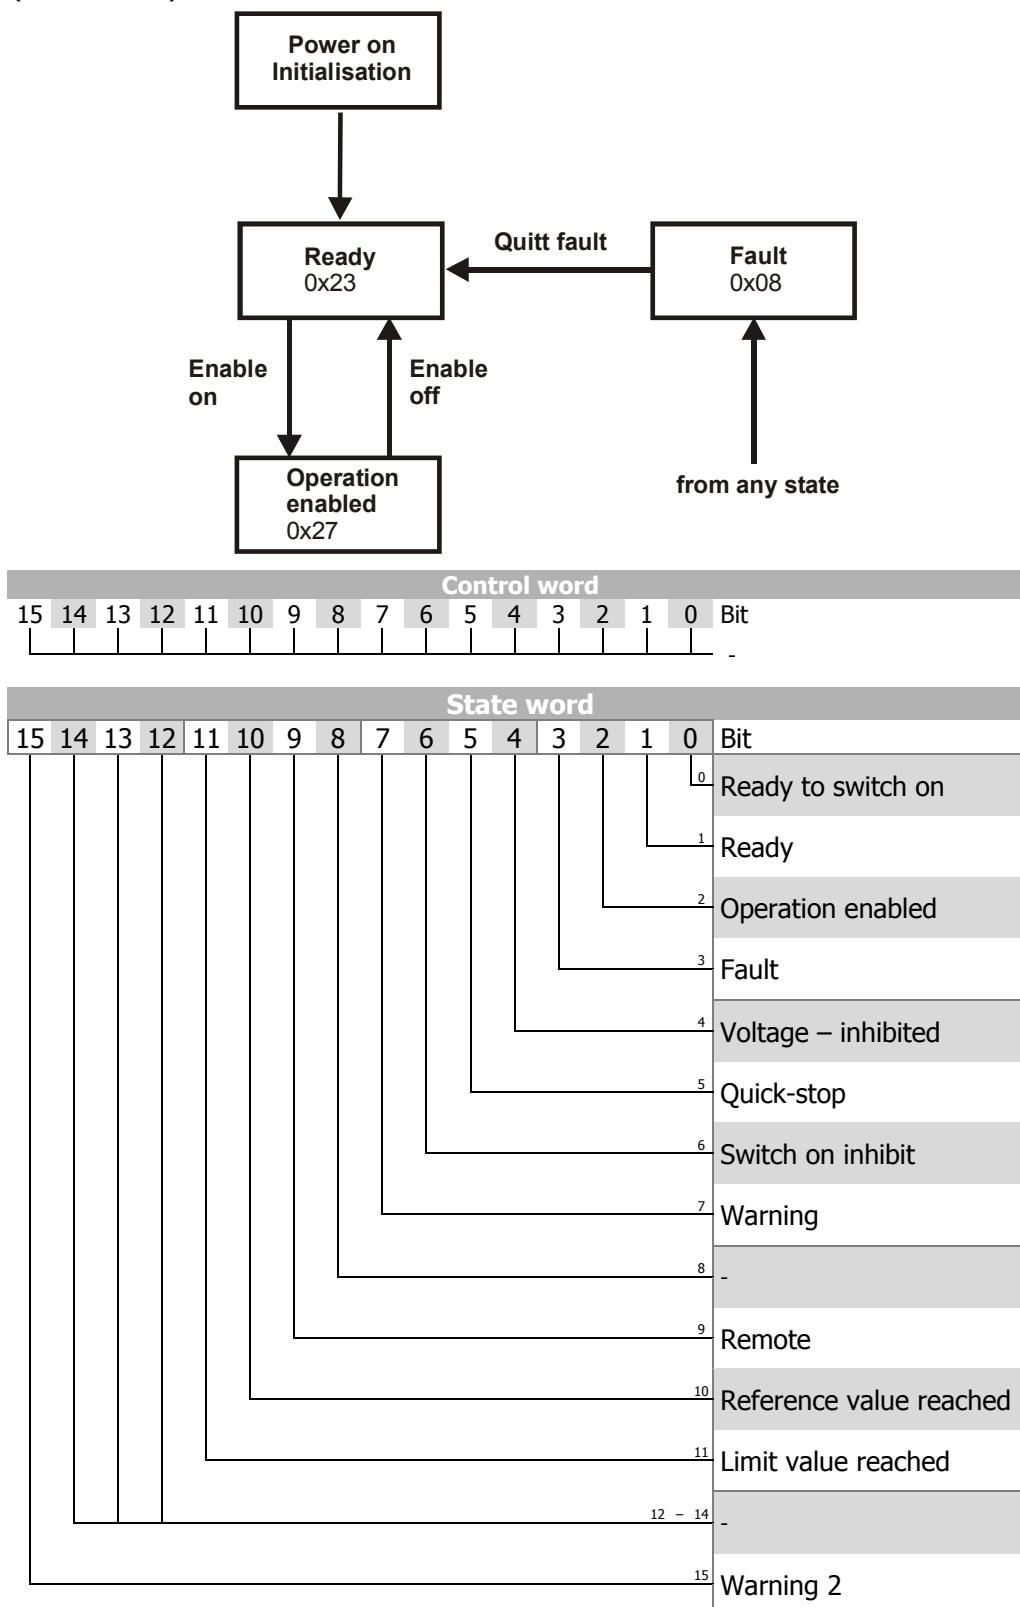 Power on
Initialisation
Ready
0x23
Quitt fault
Fault
0x08
Enable
on
Enable
off
Operation
enabled
0x27
from any state
Control word
15 14 13 12 11 10 9 8 7 6 5 4 3 2 1 0 Bit
-
State word
15 14 13 12 11 10 9 8 7 6 5 4 3 2 1 0 Bit
0 Ready to switch on
1 Ready
2 Operation enabled
3 Fault
4 Voltage – inhibited
5 Quick-stop
6 Switch on inhibit
7 Warning
8 -
9 Remote
10 Reference value reached
11 Limit value reached
12 – 14 -
15 Warning 2